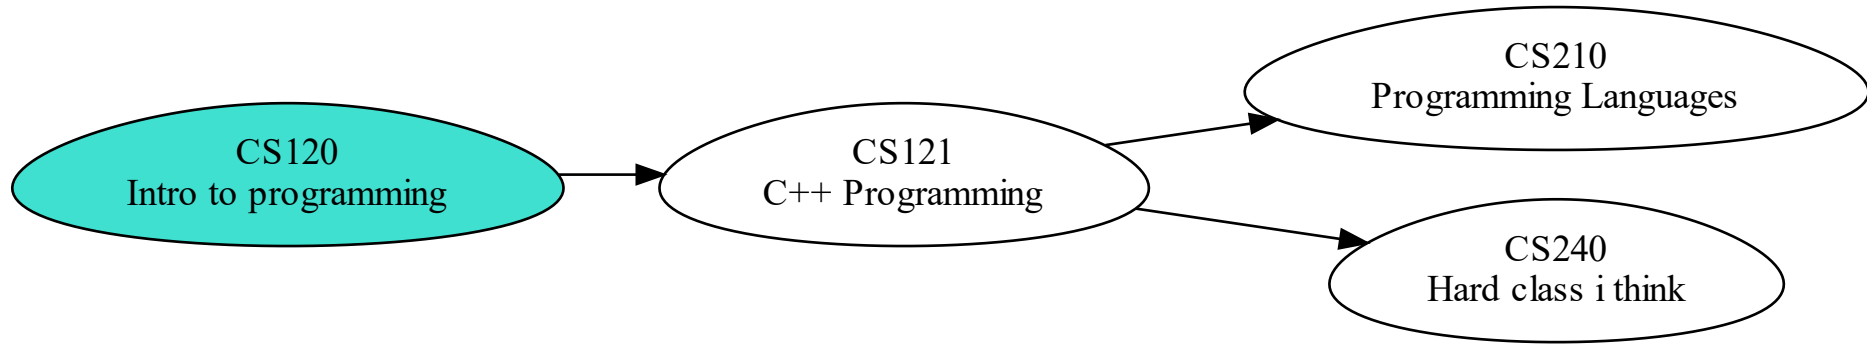 CS120
Intro to programming
CS121
C++ Programming
CS210
Programming Languages
CS240
Hard class i think